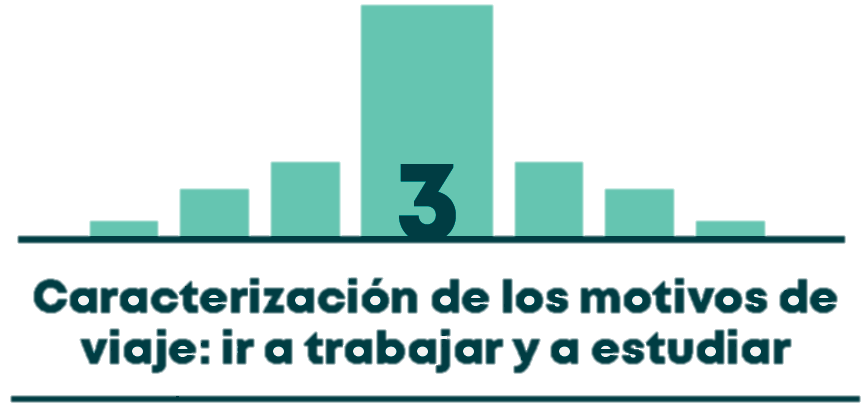 3
Caracterización de los motivos de
viaje: ir a trabajar y a estudiar